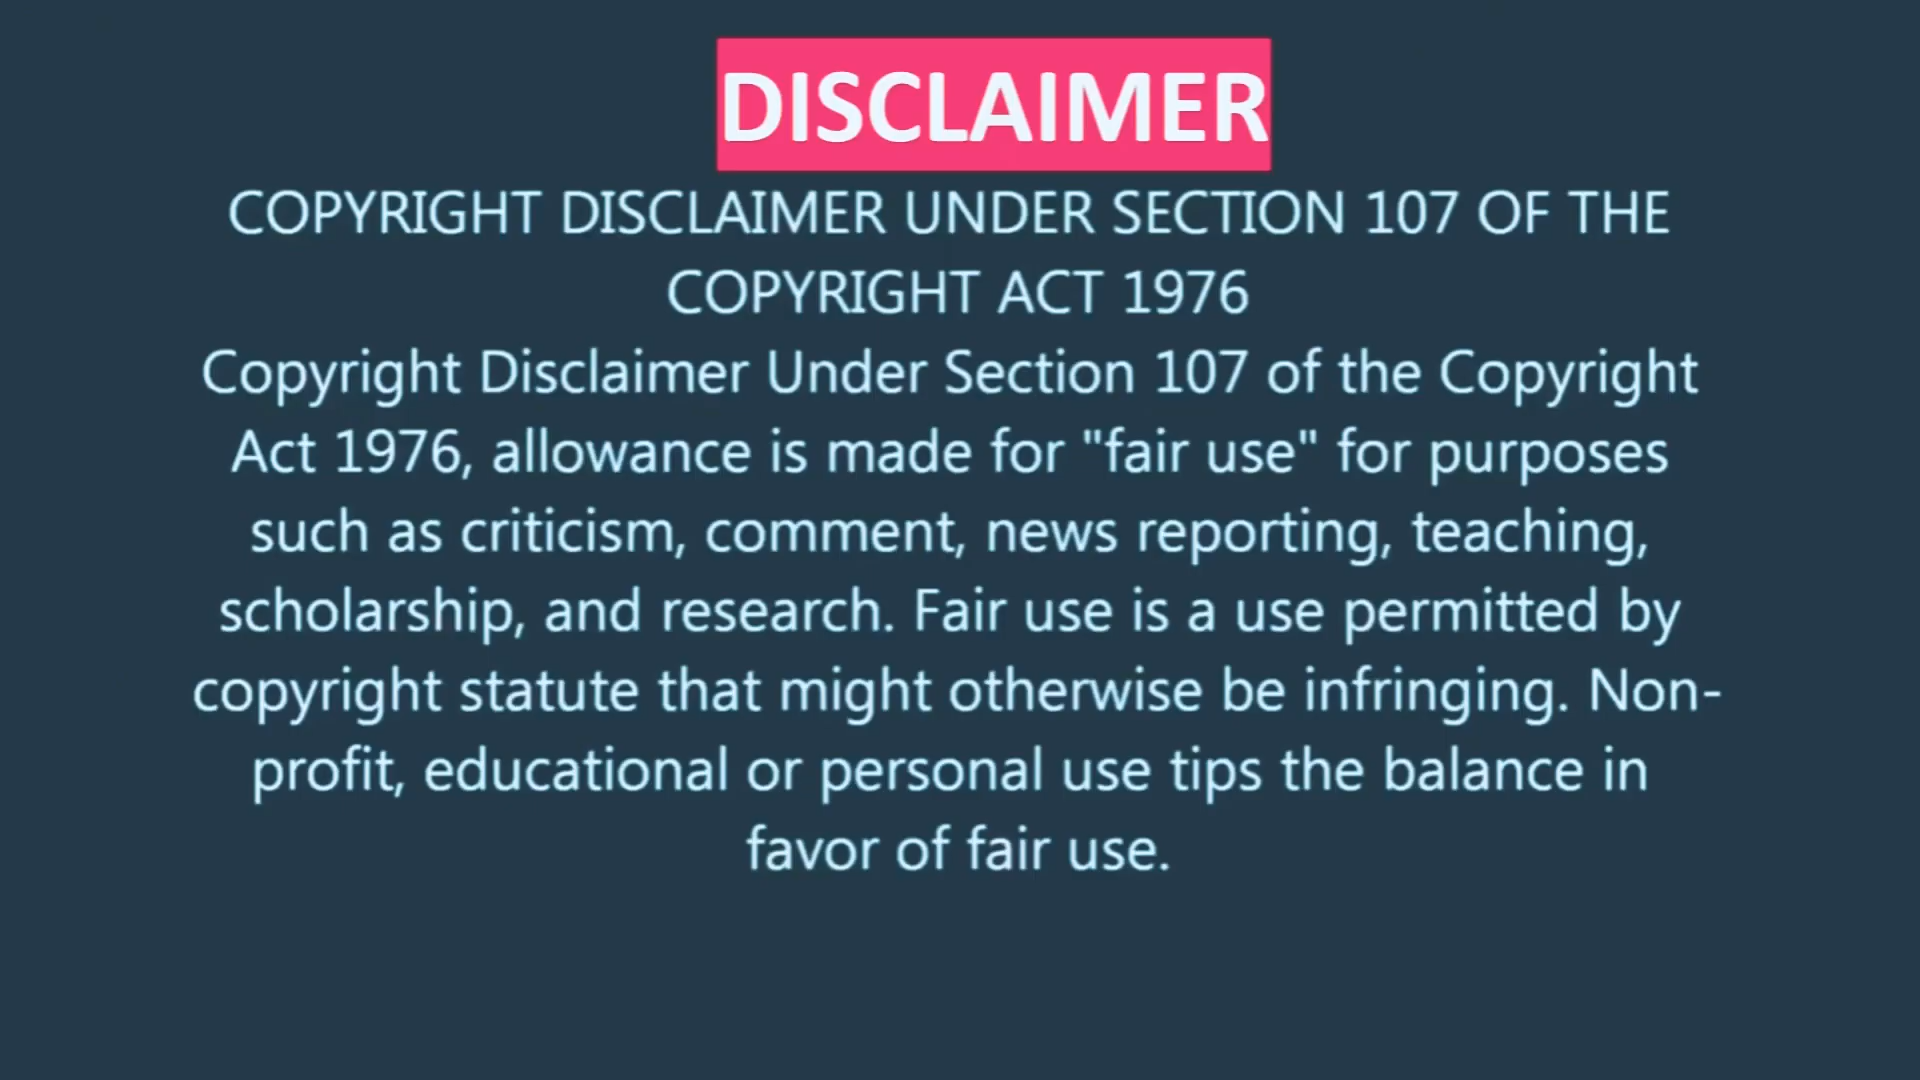 DISCLAIMER
COPYRIGHT DISCLAIMER UNDER SECTION 107 OF THE
COPYRIGHT ACT 1976
Copyright Disclaimer Under Section 107 of the Copyright
Act 1976, allowance is made for "fair use" for purposes
such as criticism, comment, news reporting, teaching,
scholarship, and research. Fair use is a use permitted by
copyright statute that might otherwise be infringing. Non-
profit, educational or personal use tips the balance in
favor of fair use.